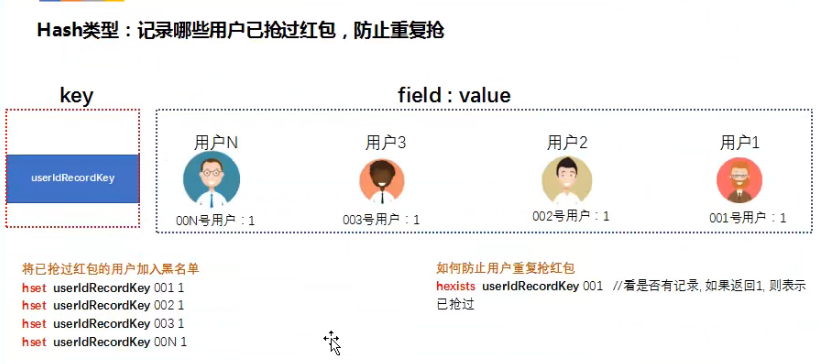 Hash类型：记录哪些用户已抢过红包，防止重复抢
key
field : value
userIdRecordKey
用户N
用户3
用户2
用户1
00N号用户：1
003号用户：1
002号用户：1
001号用户：1
将已抢过红包的用户加入黑名单
hset userIdRecordKey 001 1
hset userIdRecordKey 002 1
hset userIdRecordKey 003 1
hset userIdRecordKey 00N 1
如何防止用户重复抢红包
hexists userIdRecordKey 001 //看是否有记录, 如果返回1, 则表示
已抢过